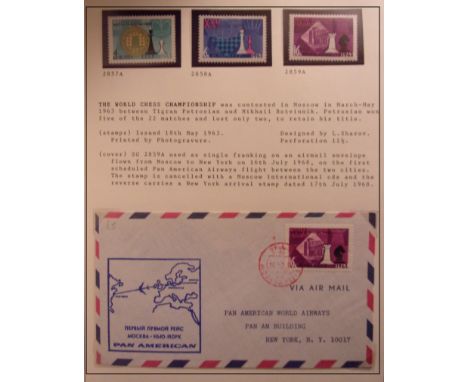 2857A 2858A 2859A
THE WORLD CHESS CHAMPIONSHIP was contested in Moscow in March-May
1963 between Tigran Petrosian and Mikhail Botvinik. Petrosian won
five of the 22 matches and lost only two, to retain his title.
(stamps) Issued 18th May 1963. Designed by L.Sharov.
Printed by Photogravure. Perforation 12½.
(cover) SG 2859A used as single franking on an airmail envelope
flown from Moscow to New York on 16th July 1968, on the first
scheduled Pan American Airways flight between the two cities.
The stamp is cancelled with a Moscow international cds and the
reverse carries a New York arrival stamp dated 17th July 1968.
VIA AIR MAIL
PAN AMERICAN WORLD AIRWAYS
PAN AM BUILDING
NEW YORK, N. Y. 10017
ПЕРВЫЙ ПРЯМОЙ РЕЙС
МОСКВА - НЬЮ-ЙОРК
PAN AMERICAN